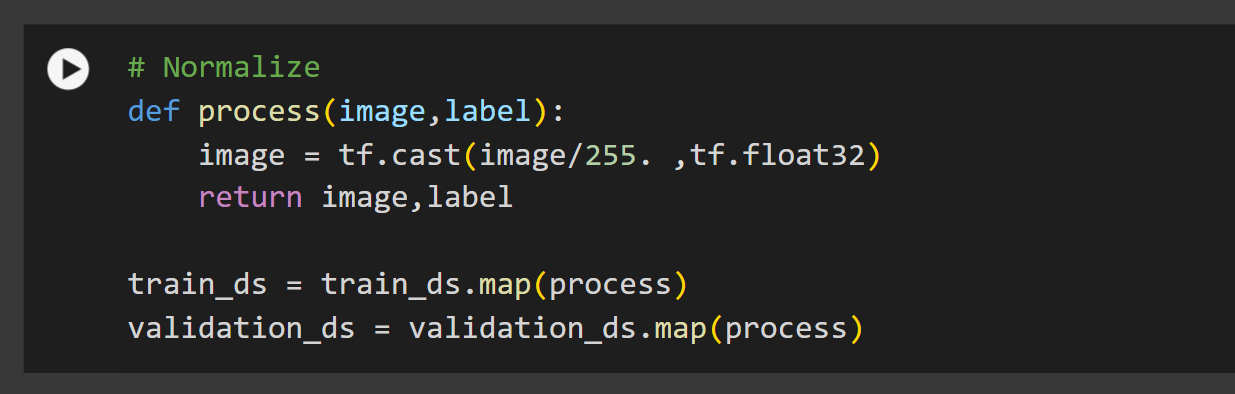 # Normalize
def process(image,label):
    image = tf.cast(image/255. ,tf.float32)
    return image,label

train_ds = train_ds.map(process)
validation_ds = validation_ds.map(process)